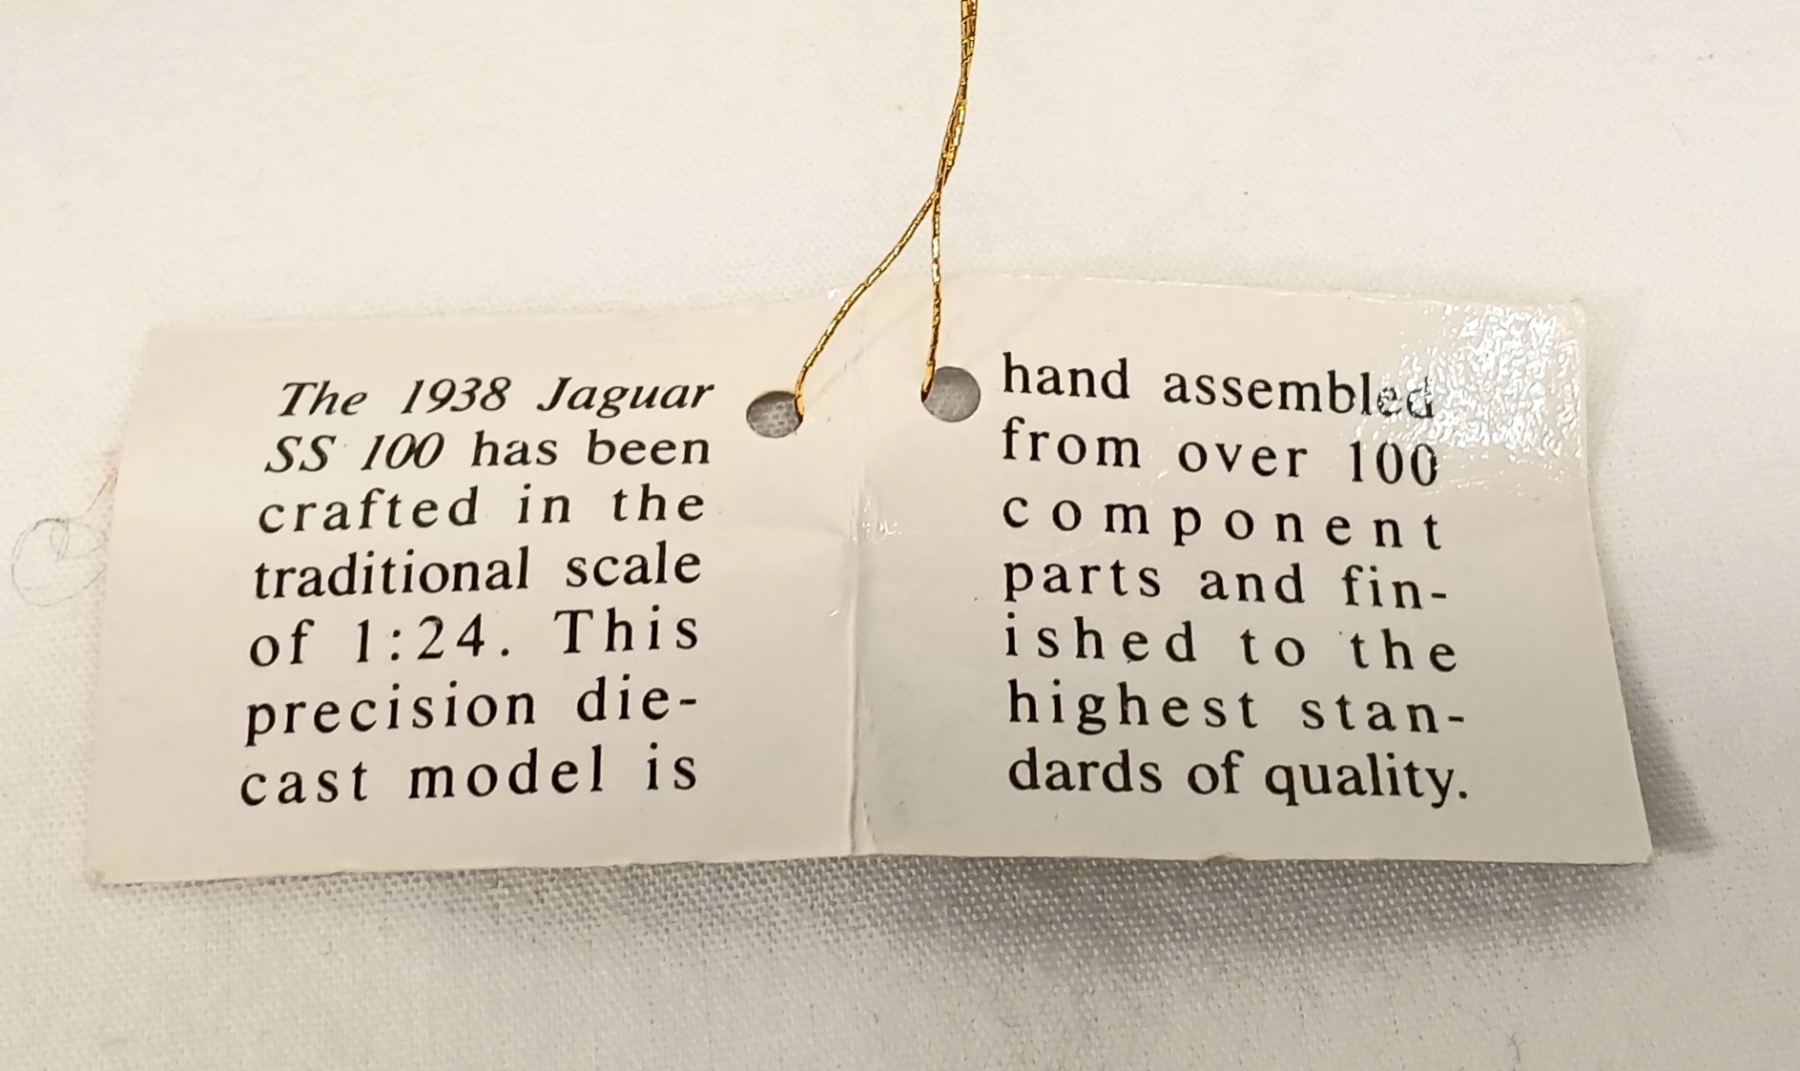 The 1938 Jaguar
SS 100 has been
crafted in the
traditional scale
of 1:24. This
precision die-
cast model is
hand assembled
from over 100
component
parts and fin-
ished to the
highest stan-
dards of quality.